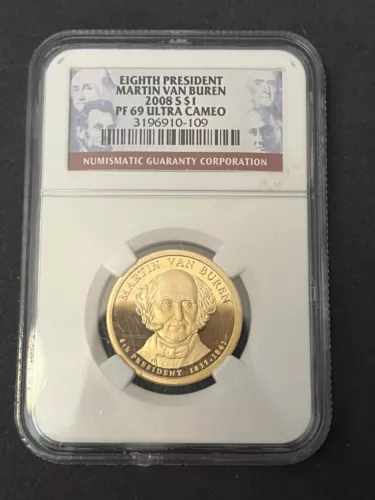 EIGHTH PRESIDENT
MARTIN VAN BUREN
2008 S $1
PF 69 ULTRA CAMEO
3196910-109
NUMISMATIC GUARANTY CORPORATION
MARTIN VAN BUREN
8th PRESIDENT 1837-1841